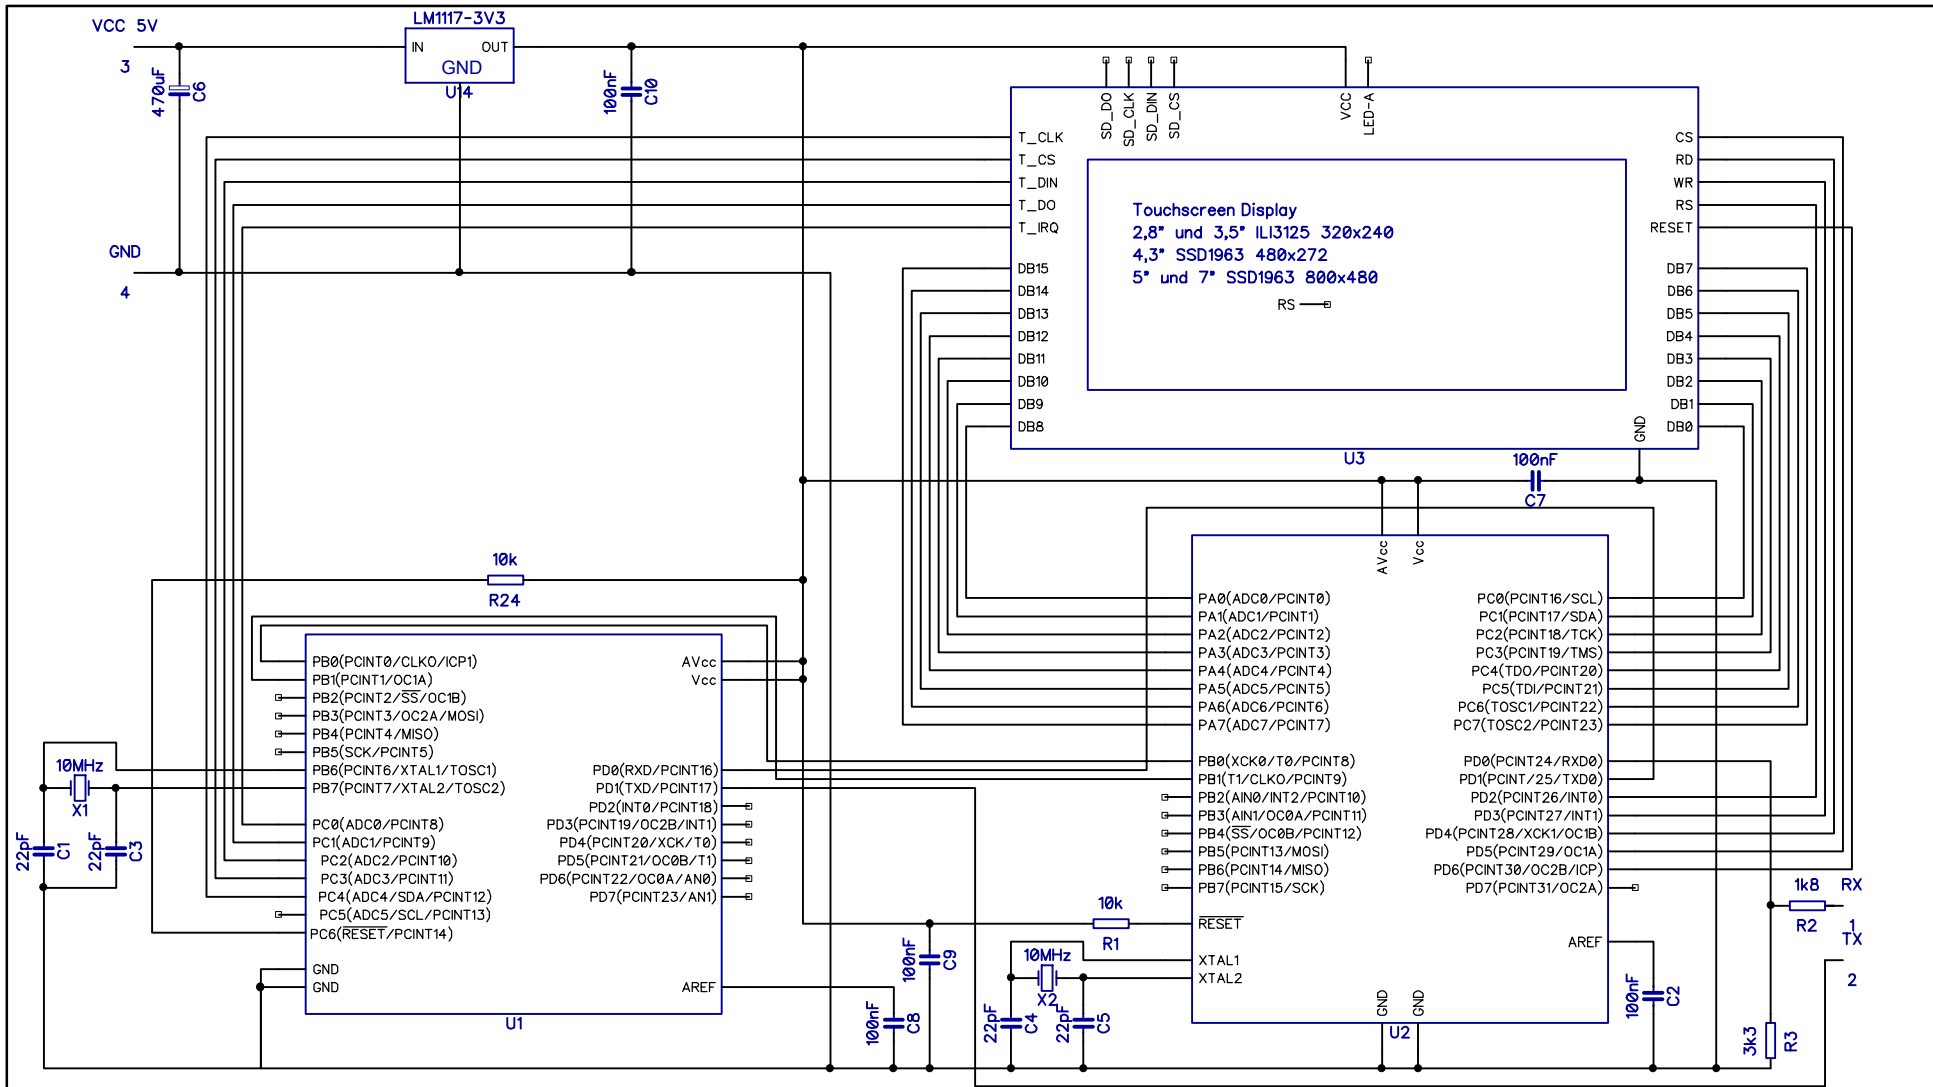 VCC 5V
3
470uF
C6
LM1117-3V3
IN
OUT
GND
U14
100nF
C10
GND
4
SD_DO
SD_CLK
SD_DIN
SD_CS
VCC
LED-A
T_CLK
T_CS
T_DIN
T_DO
T_IRQ
DB15
DB14
DB13
DB12
DB11
DB10
DB9
DB8
Touchscreen Display
2,8" und 3,5" ILI3125 320x240
4,3" SSD1963 480x272
5" und 7" SSD1963 800x480
RS
CS
RD
WR
RS
RESET
DB7
DB6
DB5
DB4
DB3
DB2
DB1
DB0
GND
U3
100nF
C7
10k
R24
PB0(PCINT0/CLKO/ICP1)
PB1(PCINT1/OC1A)
PB2(PCINT2/SS/OC1B)
PB3(PCINT3/OC2A/MOSI)
PB4(PCINT4/MISO)
PB5(SCK/PCINT5)
PB6(PCINT6/XTAL1/TOSC1)
PB7(PCINT7/XTAL2/TOSC2)
PC0(ADC0/PCINT8)
PC1(ADC1/PCINT9)
PC2(ADC2/PCINT10)
PC3(ADC3/PCINT11)
PC4(ADC4/SDA/PCINT12)
PC5(ADC5/SCL/PCINT13)
PC6(RESET/PCINT14)
GND
GND
AVcc
Vcc
PD0(RXD/PCINT16)
PD1(TXD/PCINT17)
PD2(INT0/PCINT18)
PD3(PCINT19/OC2B/INT1)
PD4(PCINT20/XCK/T0)
PD5(PCINT21/OC0B/T1)
PD6(PCINT22/OC0A/AN0)
PD7(PCINT23/AN1)
AREF
U1
10MHz
X1
22pF
C1
22pF
C3
100nF
C8
100nF
C9
10k
R1
10MHz
X2
22pF
C4
22pF
C5
AVcc
Vcc
PA0(ADC0/PCINT0)
PA1(ADC1/PCINT1)
PA2(ADC2/PCINT2)
PA3(ADC3/PCINT3)
PA4(ADC4/PCINT4)
PA5(ADC5/PCINT5)
PA6(ADC6/PCINT6)
PA7(ADC7/PCINT7)
PB0(XCK0/T0/PCINT8)
PB1(T1/CLKO/PCINT9)
PB2(AIN0/INT2/PCINT10)
PB3(AIN1/OC0A/PCINT11)
PB4(SS/OC0B/PCINT12)
PB5(PCINT13/MOSI)
PB6(PCINT14/MISO)
PB7(PCINT15/SCK)
RESET
XTAL1
XTAL2
PC0(PCINT16/SCL)
PC1(PCINT17/SDA)
PC2(PCINT18/TCK)
PC3(PCINT19/TMS)
PC4(TDO/PCINT20)
PC5(TDI/PCINT21)
PC6(TOSC1/PCINT22)
PC7(TOSC2/PCINT23)
PD0(PCINT24/RXD0)
PD1(PCINT/25/TXD0)
PD2(PCINT26/INT0)
PD3(PCINT27/INT1)
PD4(PCINT28/XCK1/OC1B)
PD5(PCINT29/OC1A)
PD6(PCINT30/OC2B/ICP)
PD7(PCINT31/OC2A)
AREF
GND
GND
U2
100nF
C2
1k8
R2
RX
1
TX
2
3k3
R3